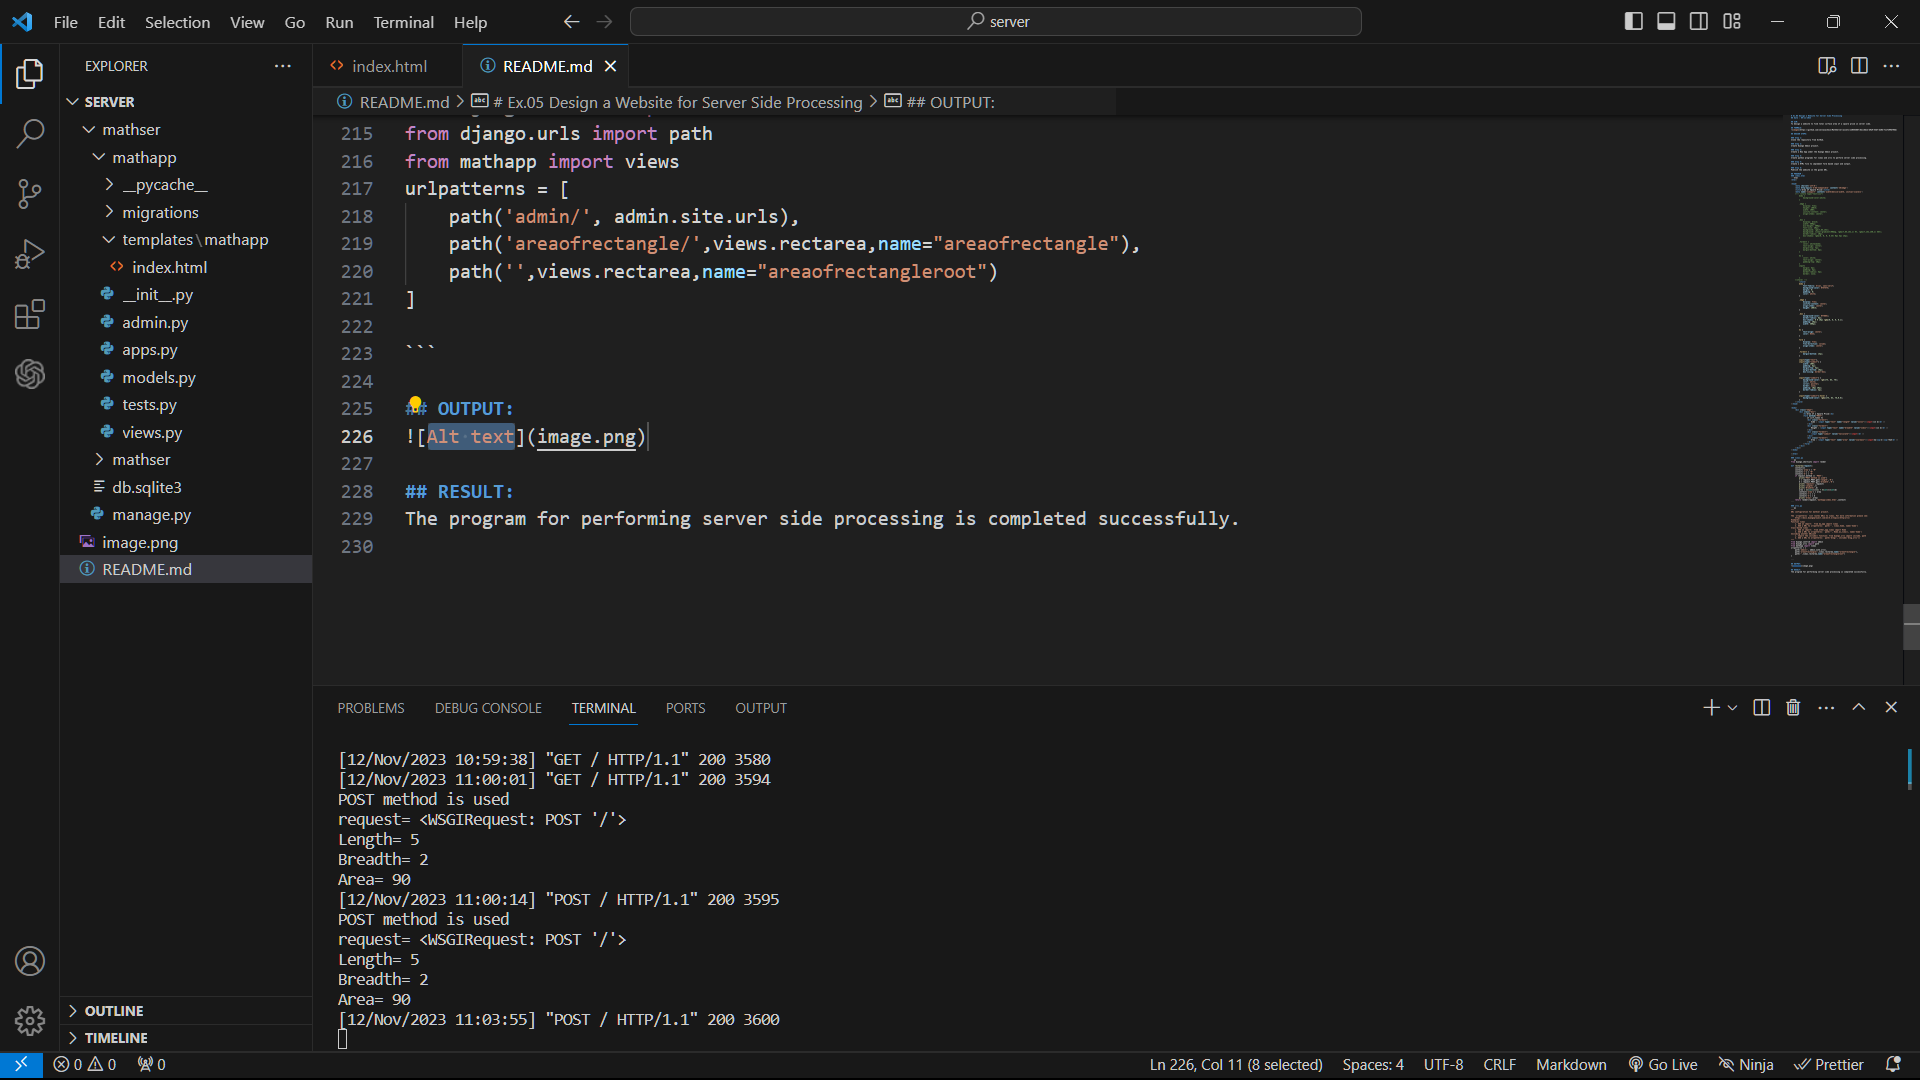 File Edit Selection View Go Run Terminal Help
server
EXPLORER
SERVER
mathser
mathapp
__pycache__
migrations
templates\mathapp
index.html
__init__.py
admin.py
apps.py
models.py
tests.py
views.py
mathser
db.sqlite3
manage.py
image.png
README.md
OUTLINE
TIMELINE
index.html
README.md
README.md > # Ex.05 Design a Website for Server Side Processing > ## OUTPUT:
215 from django.urls import path
216 from mathapp import views
217 urlpatterns = [
218     path('admin/', admin.site.urls),
219     path('areaofrectangle/',views.rectarea,name="areaofrectangle"),
220     path('',views.rectarea,name="areaofrectangleroot")
221 ]
222
223 ```
224
225 ## OUTPUT:
226 ![Alt text](image.png)
227
228 ## RESULT:
229 The program for performing server side processing is completed successfully.
230
PROBLEMS DEBUG CONSOLE TERMINAL PORTS OUTPUT
[12/Nov/2023 10:59:38] "GET / HTTP/1.1" 200 3580
[12/Nov/2023 11:00:01] "GET / HTTP/1.1" 200 3594
POST method is used
request= <WSGIRequest: POST '/'>
Length= 5
Breadth= 2
Area= 90
[12/Nov/2023 11:00:14] "POST / HTTP/1.1" 200 3595
POST method is used
request= <WSGIRequest: POST '/'>
Length= 5
Breadth= 2
Area= 90
[12/Nov/2023 11:03:55] "POST / HTTP/1.1" 200 3600
0 0 0
Ln 226, Col 11 (8 selected) Spaces: 4 UTF-8 CRLF Markdown Go Live Ninja Prettier